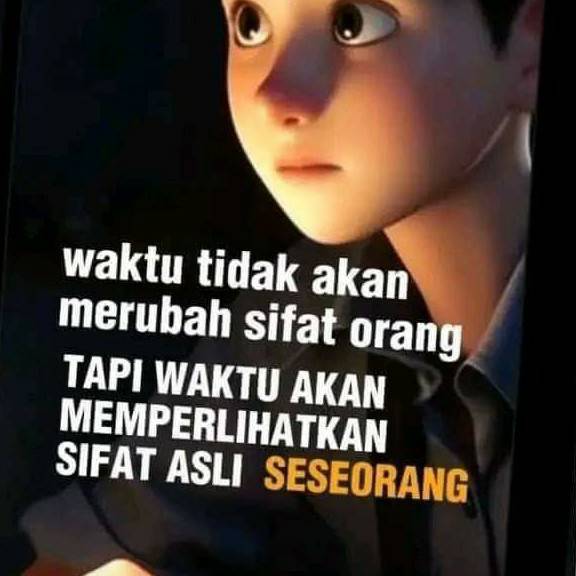 waktu tidak akan
merubah sifat orang
TAPI WAKTU AKAN
MEMPERLIHATKAN
SIFAT ASLI SESEORANG